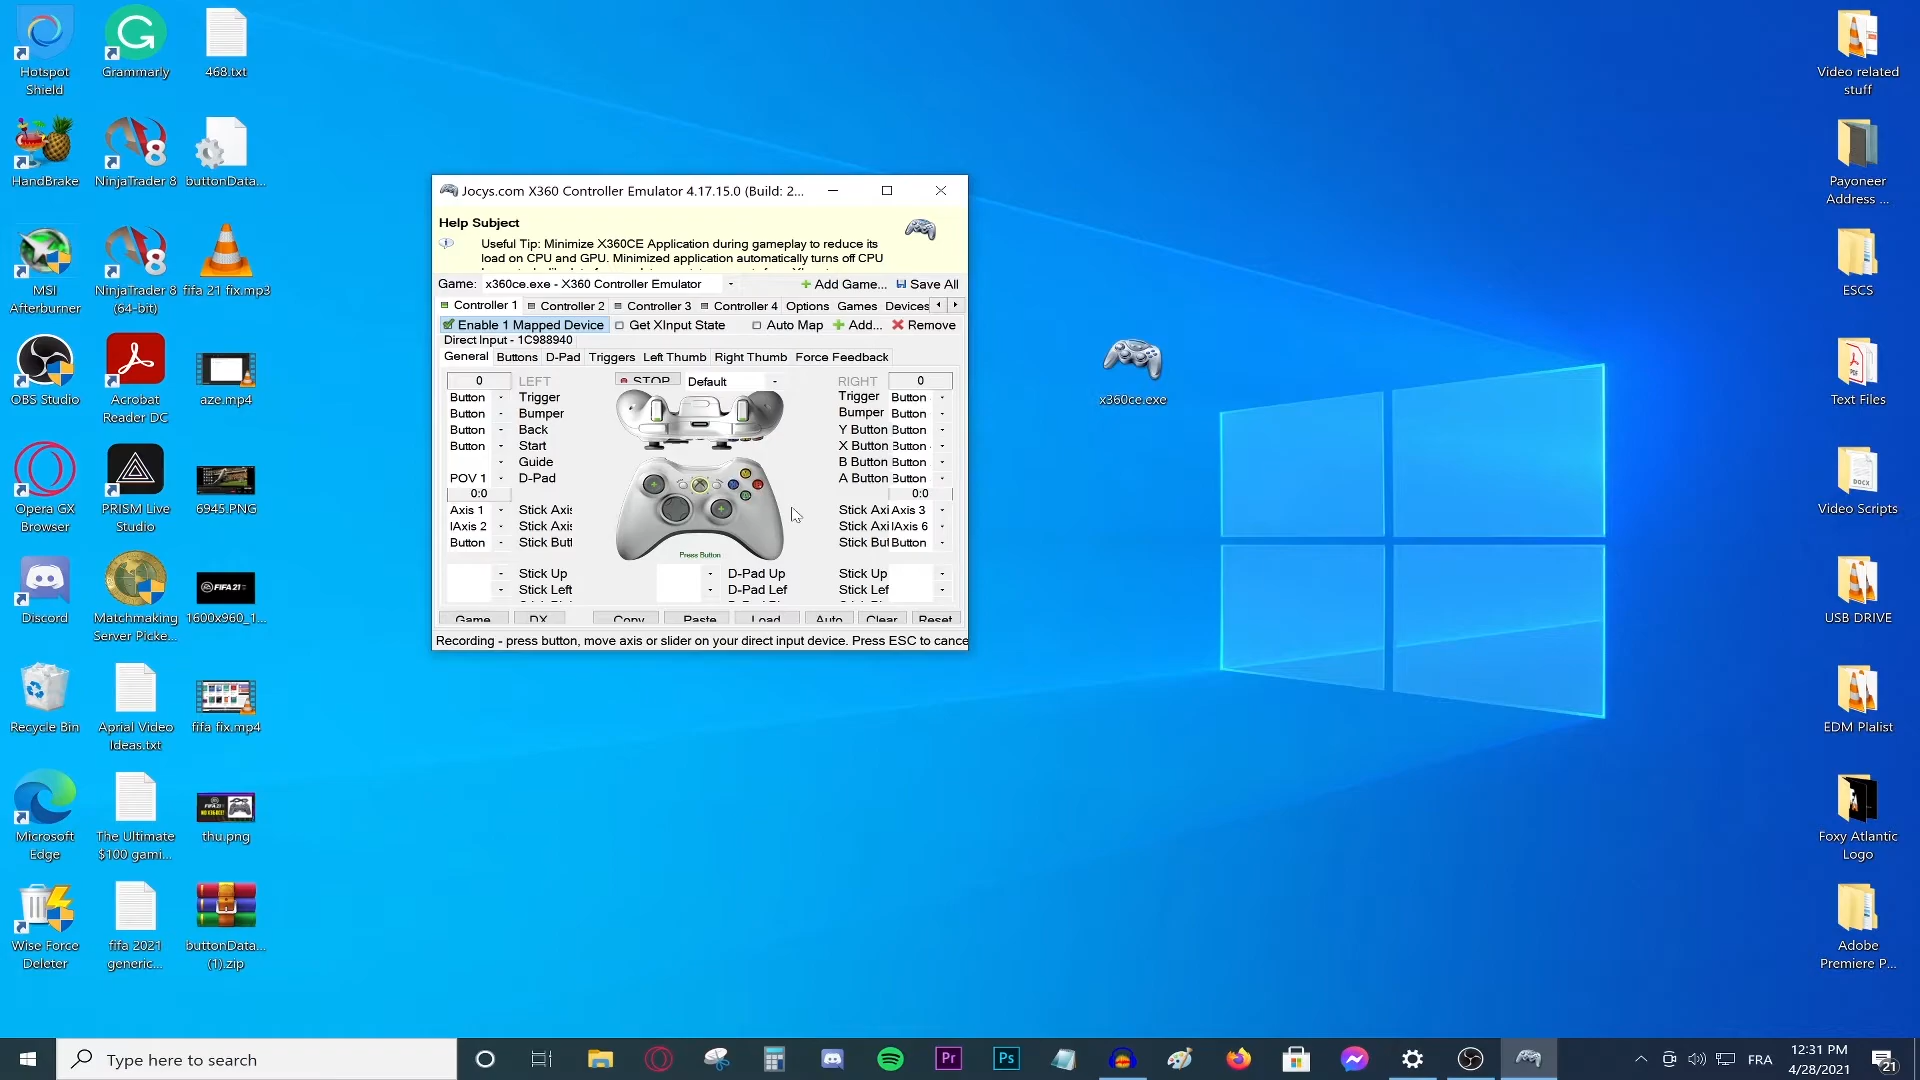 Hotspot
Shield
Grammarly
468.txt
HandBrake
NinjaTrader 8
buttonData...
MSI
Afterburner
NinjaTrader 8
(64-bit)
fifa 21 fix.mp3
OBS Studio
Acrobat
Reader DC
aze.mp4
Opera GX
Browser
PRISM Live
Studio
6945.PNG
Discord
Matchmaking
Server Picke...
1600x960_1...
Recycle Bin
Aprial Video
Ideas.txt
fifa fix.mp4
Microsoft
Edge
The Ultimate
$100 gami...
thu.png
Wise Force
Deleter
fifa 2021
generic...
buttonData...
(1).zip
Jocys.com X360 Controller Emulator 4.17.15.0 (Build: 2...
Help Subject
Useful Tip: Minimize X360CE Application during gameplay to reduce its
load on CPU and GPU. Minimized application automatically turns off CPU
Game: x360ce.exe - X360 Controller Emulator Add Game... Save All
Controller 1 Controller 2 Controller 3 Controller 4 Options Games Devices
Enable 1 Mapped Device Get XInput State Auto Map Add... Remove
Direct Input - 1C988940
General Buttons D-Pad Triggers Left Thumb Right Thumb Force Feedback
0 LEFT STOP Default RIGHT 0
Button Trigger Trigger Button
Button Bumper Bumper Button
Button Back Y Button Button
Button Start X Button Button
Guide B Button Button
POV 1 D-Pad A Button Button
0:0 0:0
Axis 1 Stick Axis Stick Axi Axis 3
IAxis 2 Stick Axis Stick Axi IAxis 6
Button Stick Butt Stick But Button
Press Button
Stick Up D-Pad Up Stick Up
Stick Left D-Pad Lef Stick Left
Game DX Copy Paste Load Auto Clear Reset
Recording - press button, move axis or slider on your direct input device. Press ESC to cance
x360ce.exe
Video related
stuff
Payoneer
Address ...
ESCS
Text Files
Video Scripts
USB DRIVE
EDM Plalist
Foxy Atlantic
Logo
Adobe
Premiere P...
Type here to search
Pr
Ps
FRA
12:31 PM
4/28/2021
21